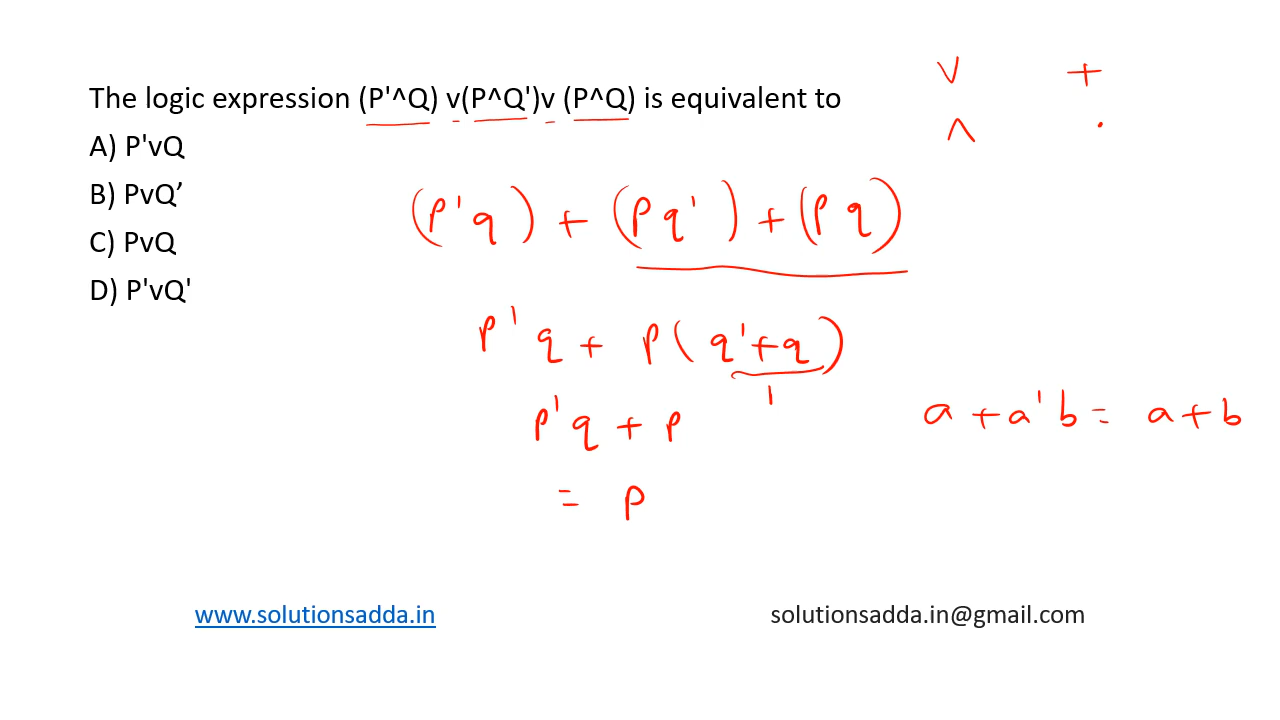 The logic expression (P'^Q) v(P^Q')v (P^Q) is equivalent to
A) P'vQ
B) PvQ’
C) PvQ
D) P'vQ'
v +
^ .
(p'q) + (pq') + (pq)
p'q + p(q'+q)
1
p'q + p
a + a'b = a + b
= p
www.solutionsadda.in
solutionsadda.in@gmail.com